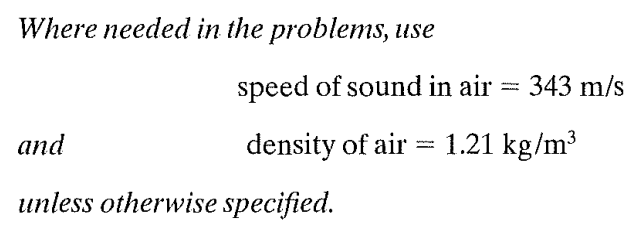 Where needed in the problems, use
speed of sound in air = 343 m/s
and density of air = 1.21 kg/m³
unless otherwise specified.